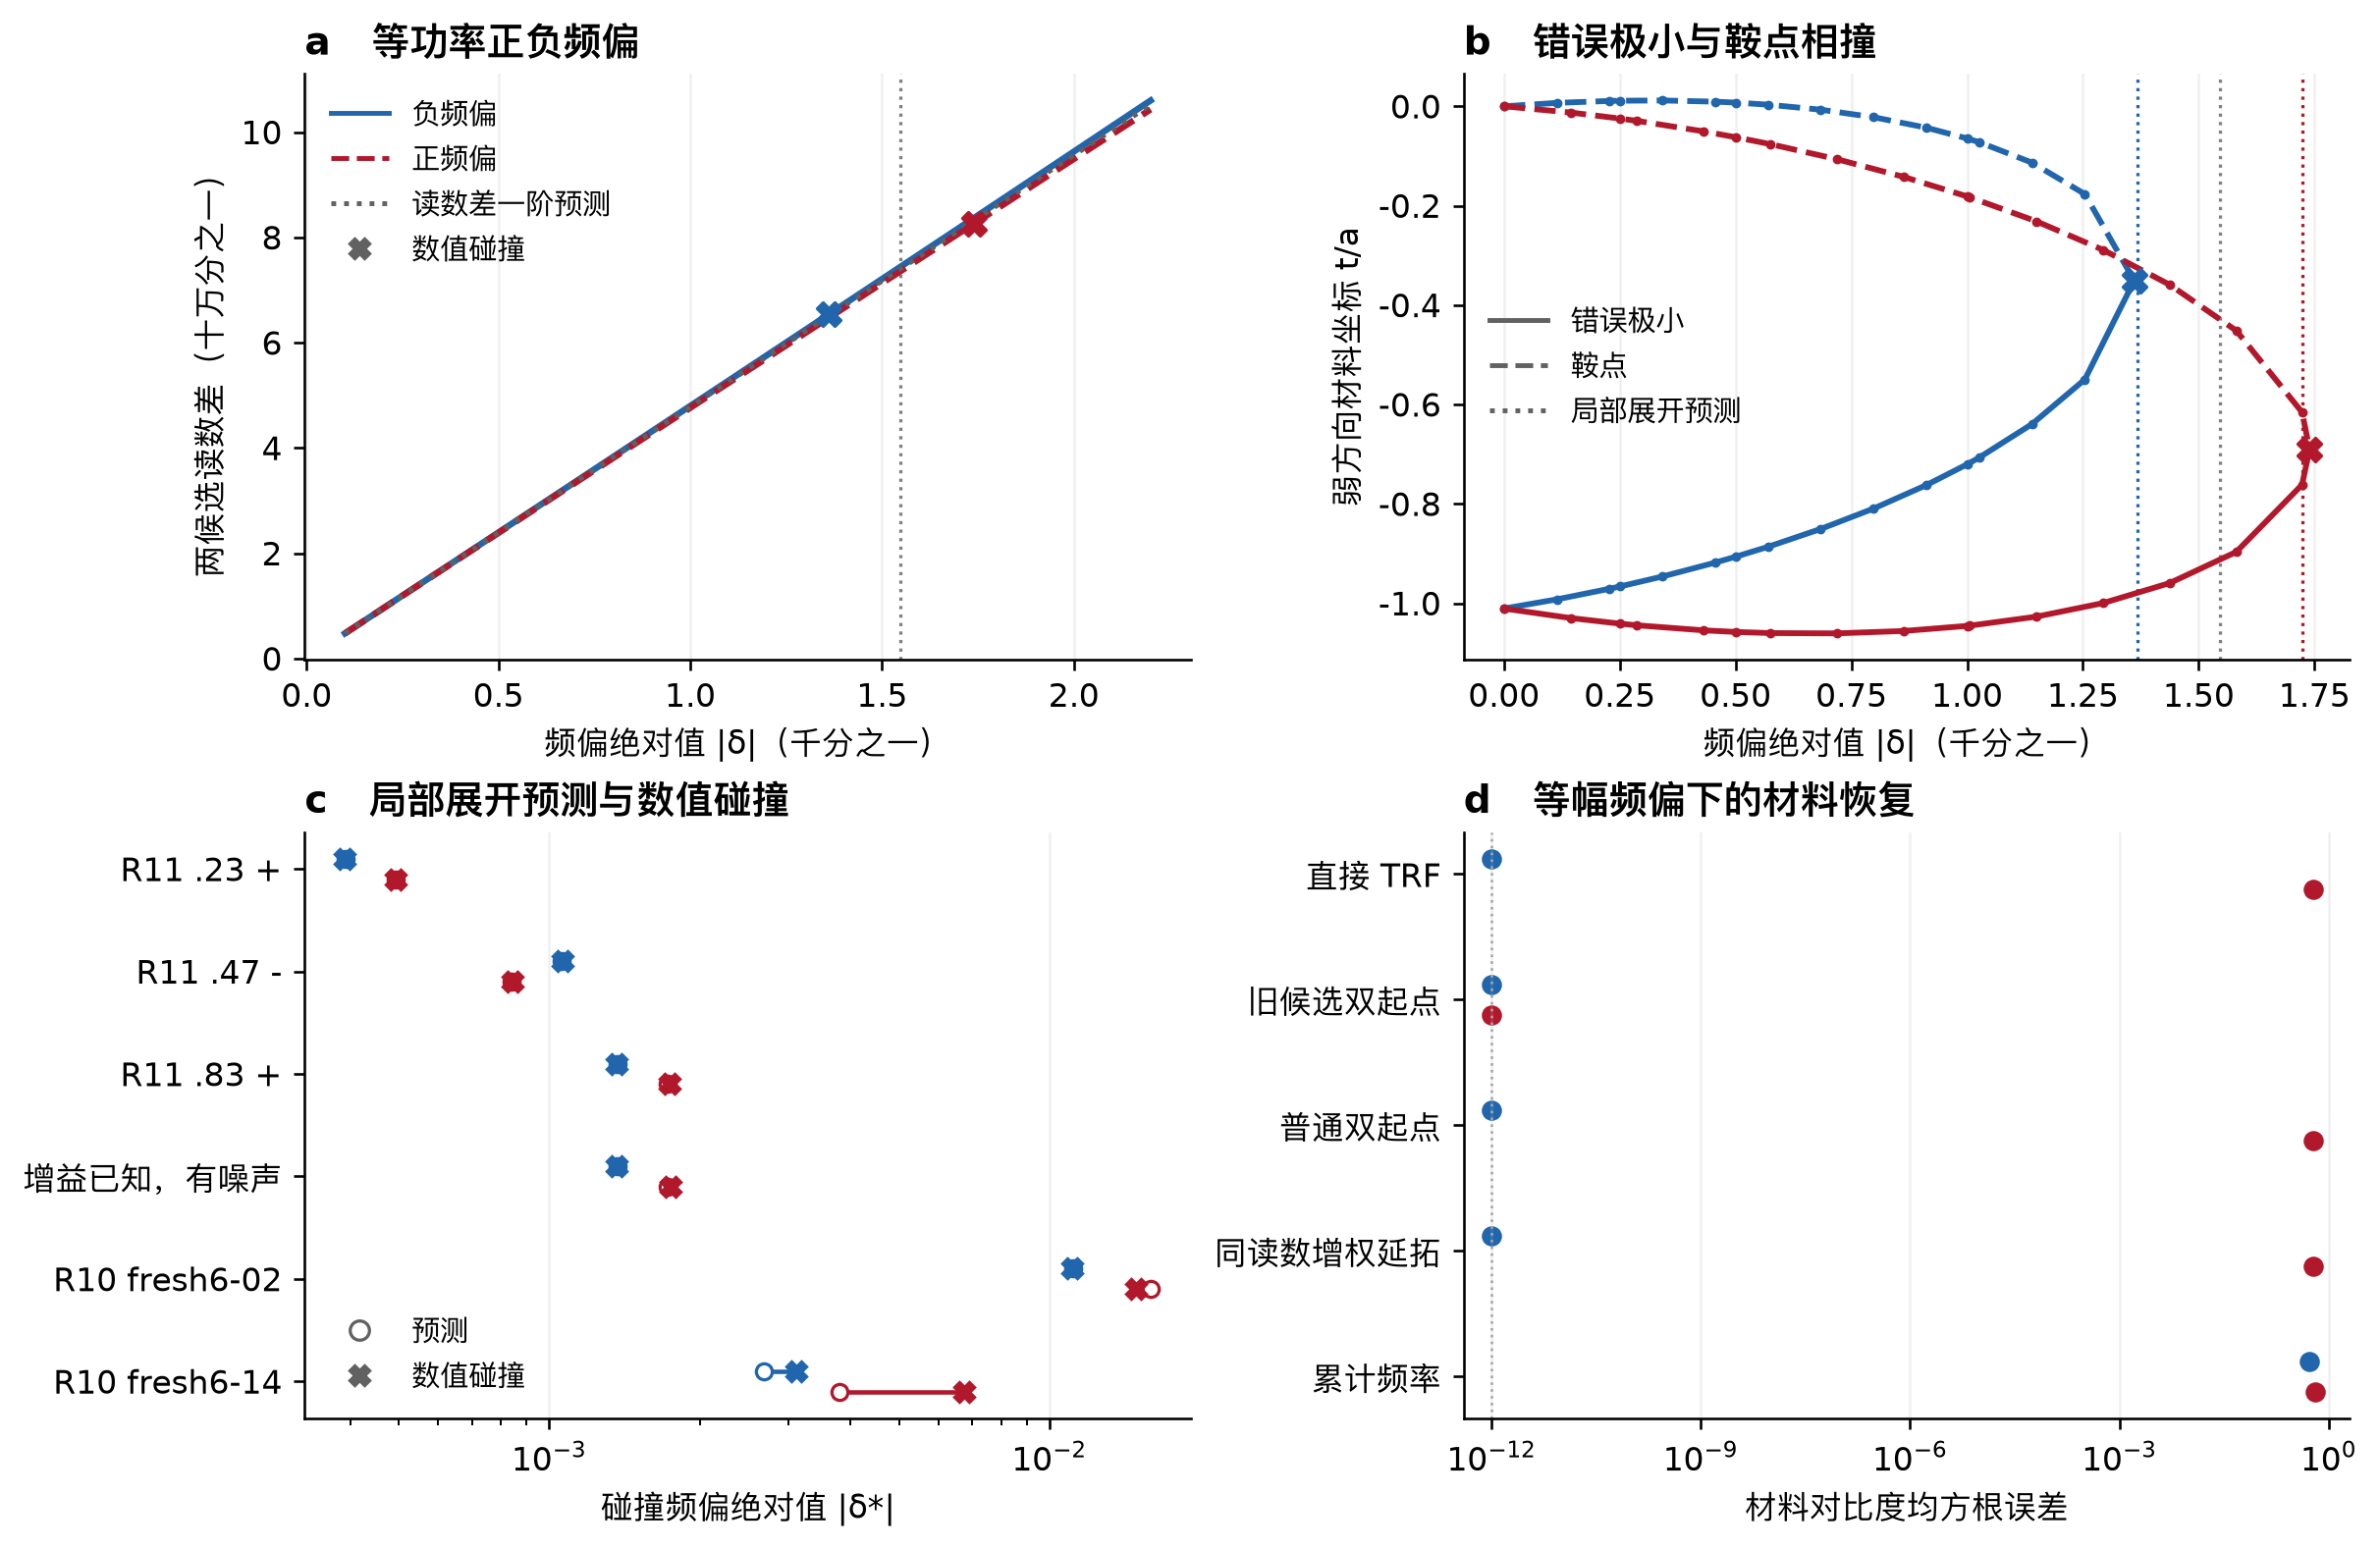 a 等功率正负频偏
两候选读数差（十万分之一）
10
8
6
4
2
0
负频偏
正频偏
读数差一阶预测
数值碰撞
0.0 0.5 1.0 1.5 2.0
频偏绝对值 |δ|（千分之一）
b 错误极小与鞍点相撞
弱方向材料坐标 t/a
0.0
-0.2
-0.4
-0.6
-0.8
-1.0
错误极小
鞍点
局部展开预测
0.00 0.25 0.50 0.75 1.00 1.25 1.50 1.75
频偏绝对值 |δ|（千分之一）
c 局部展开预测与数值碰撞
R11 .23 +
R11 .47 -
R11 .83 +
增益已知，有噪声
R10 fresh6-02
R10 fresh6-14
预测
数值碰撞
10⁻³ 10⁻²
碰撞频偏绝对值 |δ*|
d 等幅频偏下的材料恢复
直接 TRF
旧候选双起点
普通双起点
同读数增权延拓
累计频率
10⁻¹² 10⁻⁹ 10⁻⁶ 10⁻³ 10⁰
材料对比度均方根误差